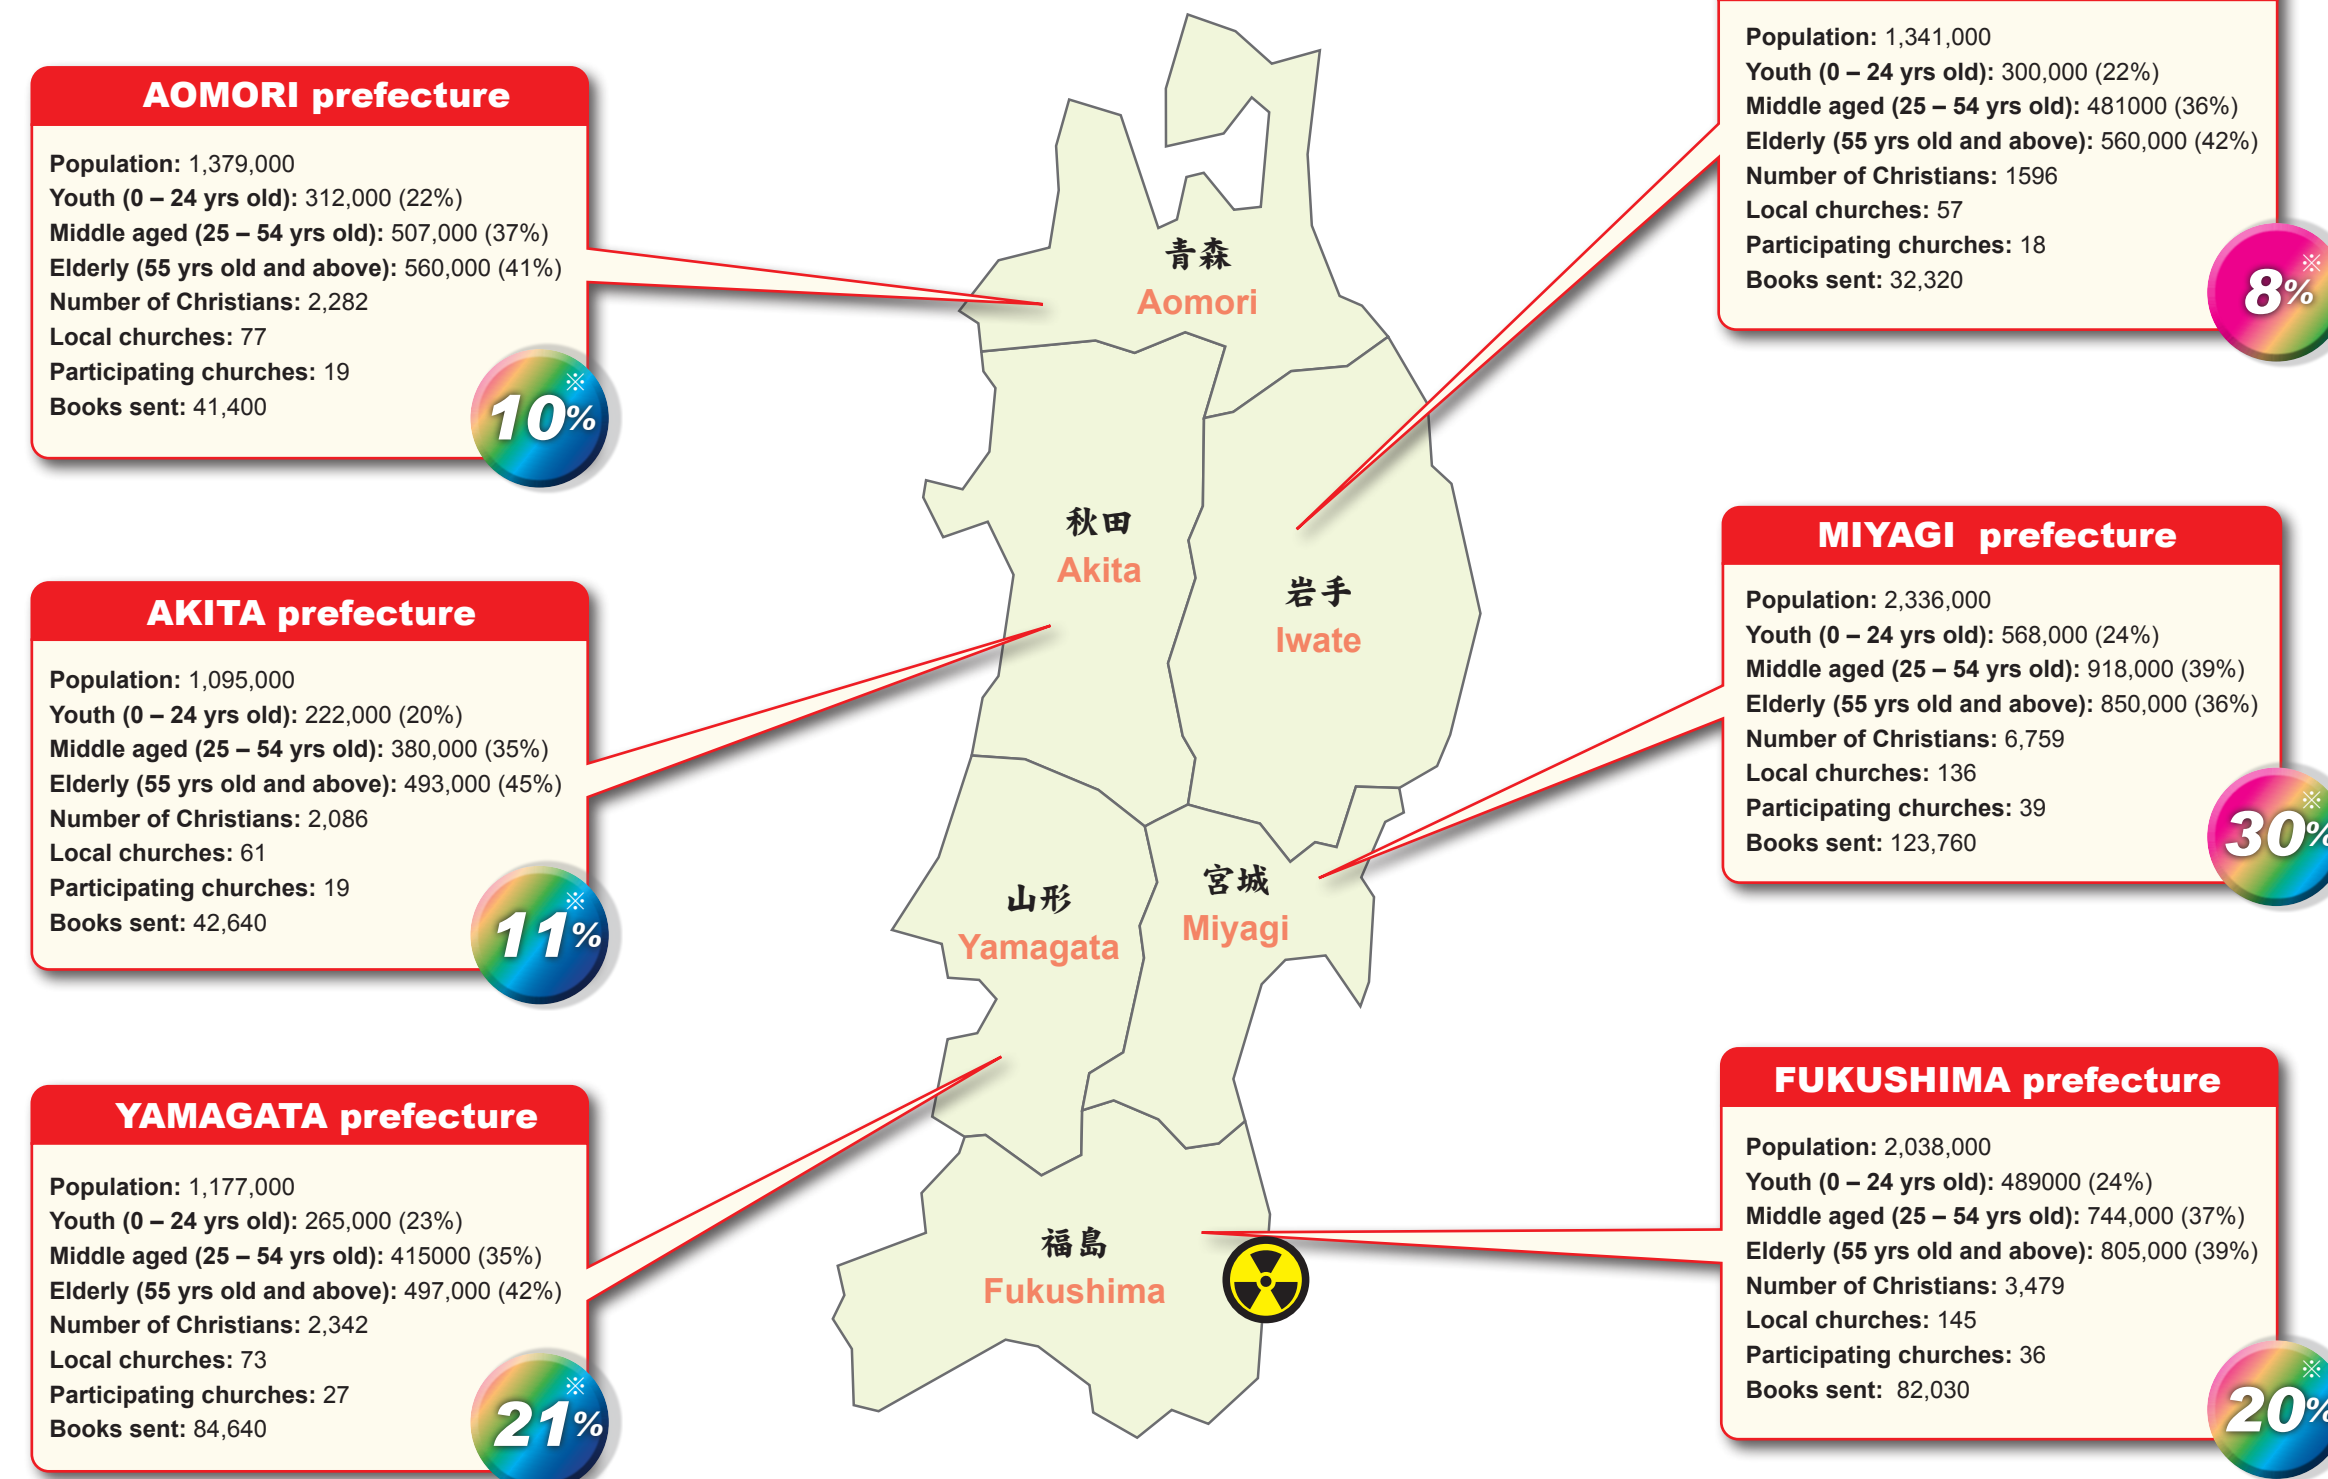 AOMORI prefecture
Population: 1,379,000
Youth (0 – 24 yrs old): 312,000 (22%)
Middle aged (25 – 54 yrs old): 507,000 (37%)
Elderly (55 yrs old and above): 560,000 (41%)
Number of Christians: 2,282
Local churches: 77
Participating churches: 19
Books sent: 41,400
※
10%
AKITA prefecture
Population: 1,095,000
Youth (0 – 24 yrs old): 222,000 (20%)
Middle aged (25 – 54 yrs old): 380,000 (35%)
Elderly (55 yrs old and above): 493,000 (45%)
Number of Christians: 2,086
Local churches: 61
Participating churches: 19
Books sent: 42,640
※
11%
YAMAGATA prefecture
Population: 1,177,000
Youth (0 – 24 yrs old): 265,000 (23%)
Middle aged (25 – 54 yrs old): 415000 (35%)
Elderly (55 yrs old and above): 497,000 (42%)
Number of Christians: 2,342
Local churches: 73
Participating churches: 27
Books sent: 84,640
※
21%
青森
Aomori
秋田
Akita
岩手
Iwate
山形
Yamagata
宮城
Miyagi
福島
Fukushima
Population: 1,341,000
Youth (0 – 24 yrs old): 300,000 (22%)
Middle aged (25 – 54 yrs old): 481000 (36%)
Elderly (55 yrs old and above): 560,000 (42%)
Number of Christians: 1596
Local churches: 57
Participating churches: 18
Books sent: 32,320
※
8%
MIYAGI prefecture
Population: 2,336,000
Youth (0 – 24 yrs old): 568,000 (24%)
Middle aged (25 – 54 yrs old): 918,000 (39%)
Elderly (55 yrs old and above): 850,000 (36%)
Number of Christians: 6,759
Local churches: 136
Participating churches: 39
Books sent: 123,760
※
30%
FUKUSHIMA prefecture
Population: 2,038,000
Youth (0 – 24 yrs old): 489000 (24%)
Middle aged (25 – 54 yrs old): 744,000 (37%)
Elderly (55 yrs old and above): 805,000 (39%)
Number of Christians: 3,479
Local churches: 145
Participating churches: 36
Books sent: 82,030
※
20%